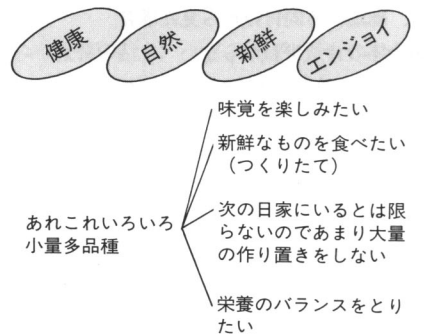 健康
自然
新鮮
エンジョイ
味覚を楽しみたい
新鮮なものを食べたい
（つくりたて）
あれこれいろいろ
小量多品種
次の日家にいるとは限
らないのであまり大量
の作り置きをしない
栄養のバランスをとり
たい